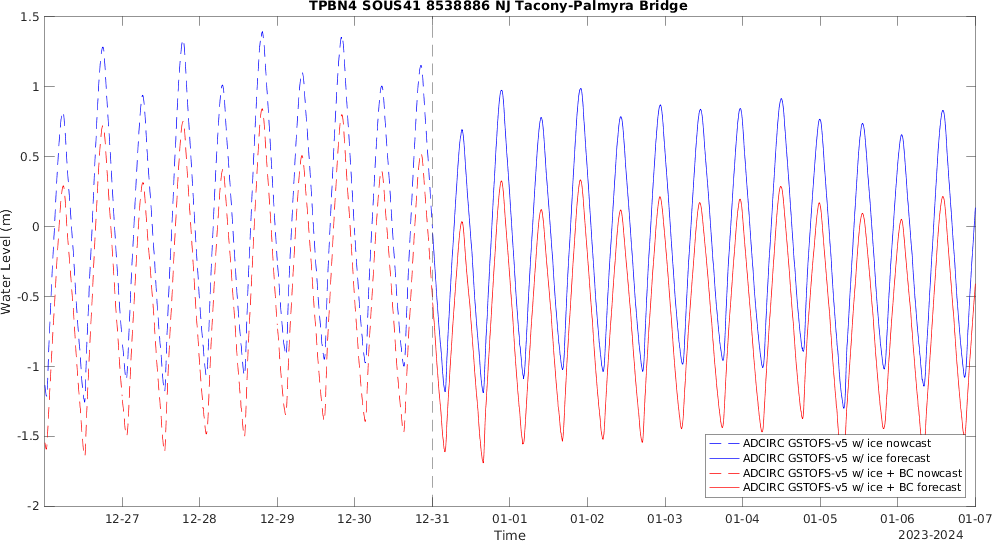 TPBN4 SOUS41 8538886 NJ Tacony-Palmyra Bridge
1.5
1
0.5
0
-0.5
-1
-1.5
-2
Water Level (m)
12-27 12-28 12-29 12-30 12-31 01-01 01-02 01-03 01-04 01-05 01-06 01-07
Time
2023-2024
ADCIRC GSTOFS-v5 w/ ice nowcast
ADCIRC GSTOFS-v5 w/ ice forecast
ADCIRC GSTOFS-v5 w/ ice + BC nowcast
ADCIRC GSTOFS-v5 w/ ice + BC forecast